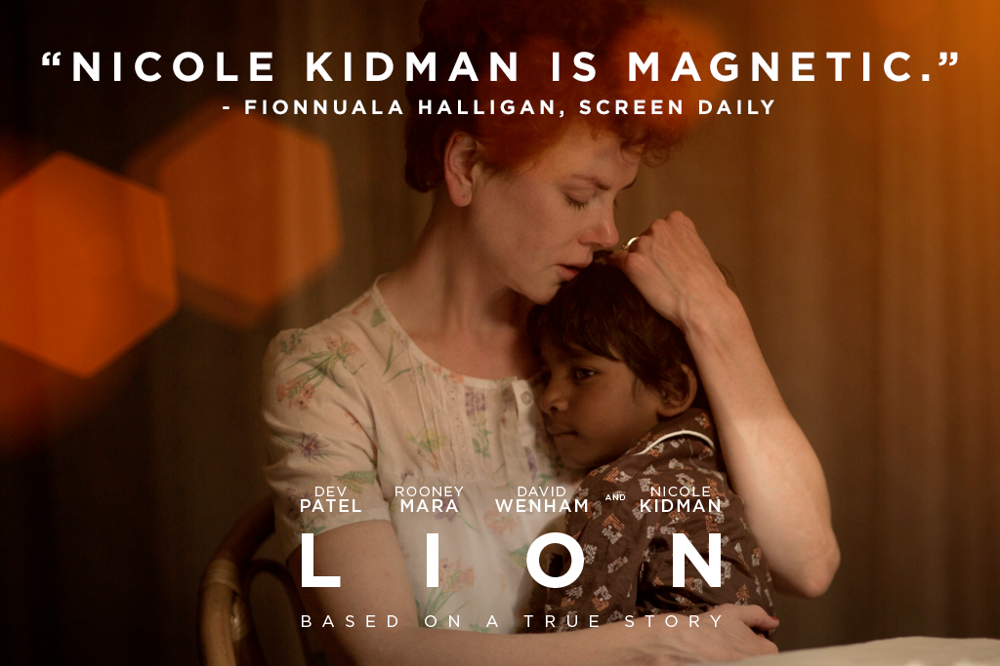 “NICOLE KIDMAN IS MAGNETIC.”
- FIONNUALA HALLIGAN, SCREEN DAILY
DEV PATEL ROONEY MARA DAVID WENHAM AND NICOLE KIDMAN
LION
BASED ON A TRUE STORY